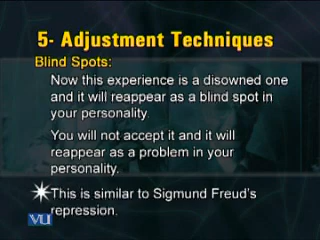 5- Adjustment Techniques
Blind Spots:
Now this experience is a disowned one
and it will reappear as a blind spot in
your personality.
You will not accept it and it will
reappear as a problem in your
personality.
This is similar to Sigmund Freud's
repression.
VU